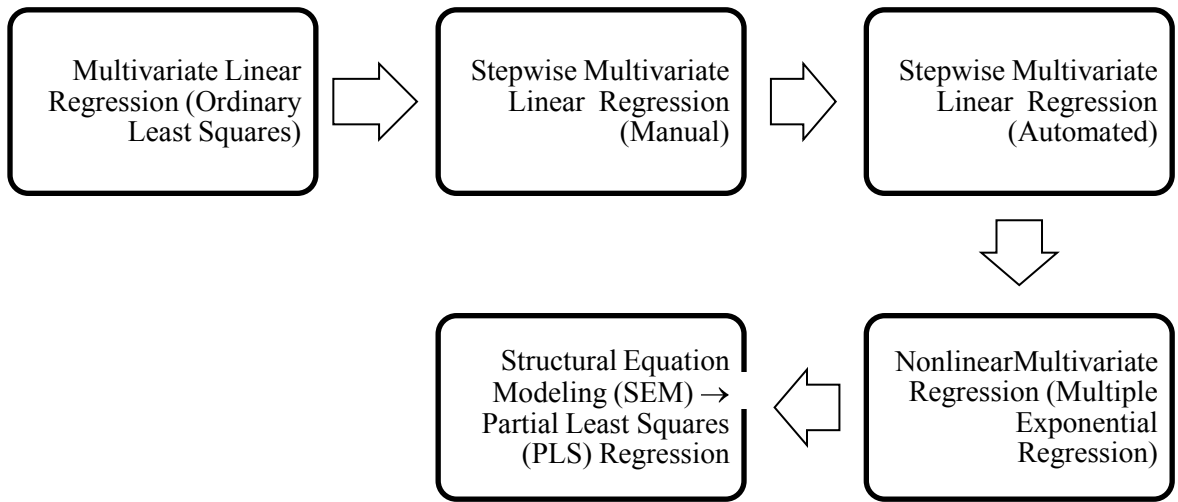 Multivariate Linear
Regression (Ordinary
Least Squares)
Stepwise Multivariate
Linear Regression
(Manual)
Stepwise Multivariate
Linear Regression
(Automated)
NonlinearMultivariate
Regression (Multiple
Exponential
Regression)
Structural Equation
Modeling (SEM) →
Partial Least Squares
(PLS) Regression